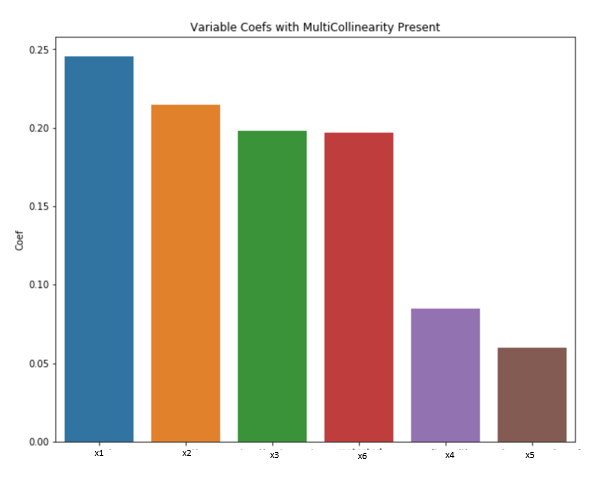 Variable Coefs with MultiCollinearity Present
0.25
0.20
0.15
0.10
0.05
0.00
Coef
x1 x2 x3 x6 x4 x5